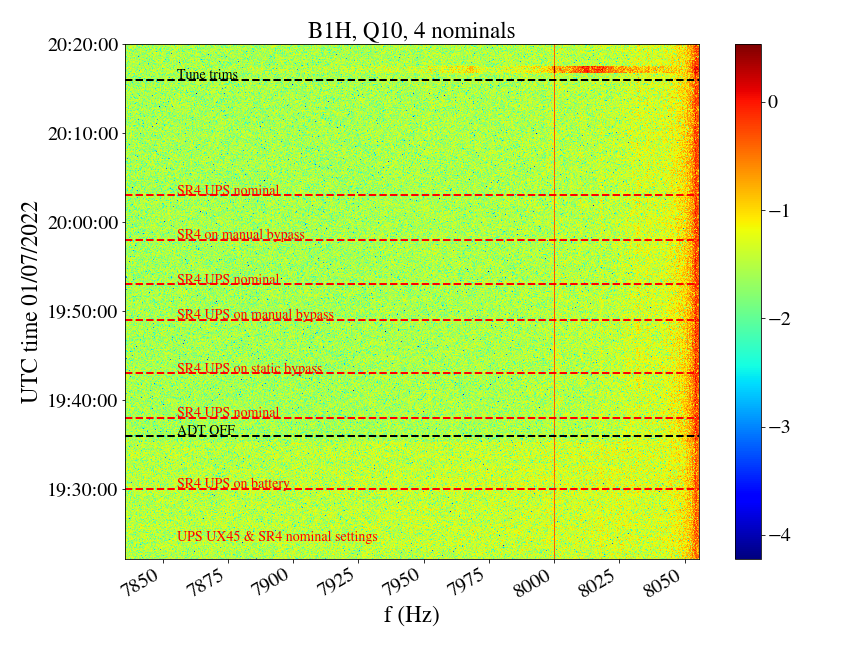 B1H, Q10, 4 nominals
20:20:00
Tune trims
0
20:10:00
SR4 UPS nominal
−1
20:00:00
SR4 on manual bypass
SR4 UPS nominal
19:50:00
SR4 UPS on manual bypass
−2
SR4 UPS on static bypass
19:40:00
SR4 UPS nominal
ADT OFF
−3
19:30:00
SR4 UPS on battery
UPS UX45 & SR4 nominal settings
−4
UTC time 01/07/2022
7850 7875 7900 7925 7950 7975 8000 8025 8050
f (Hz)